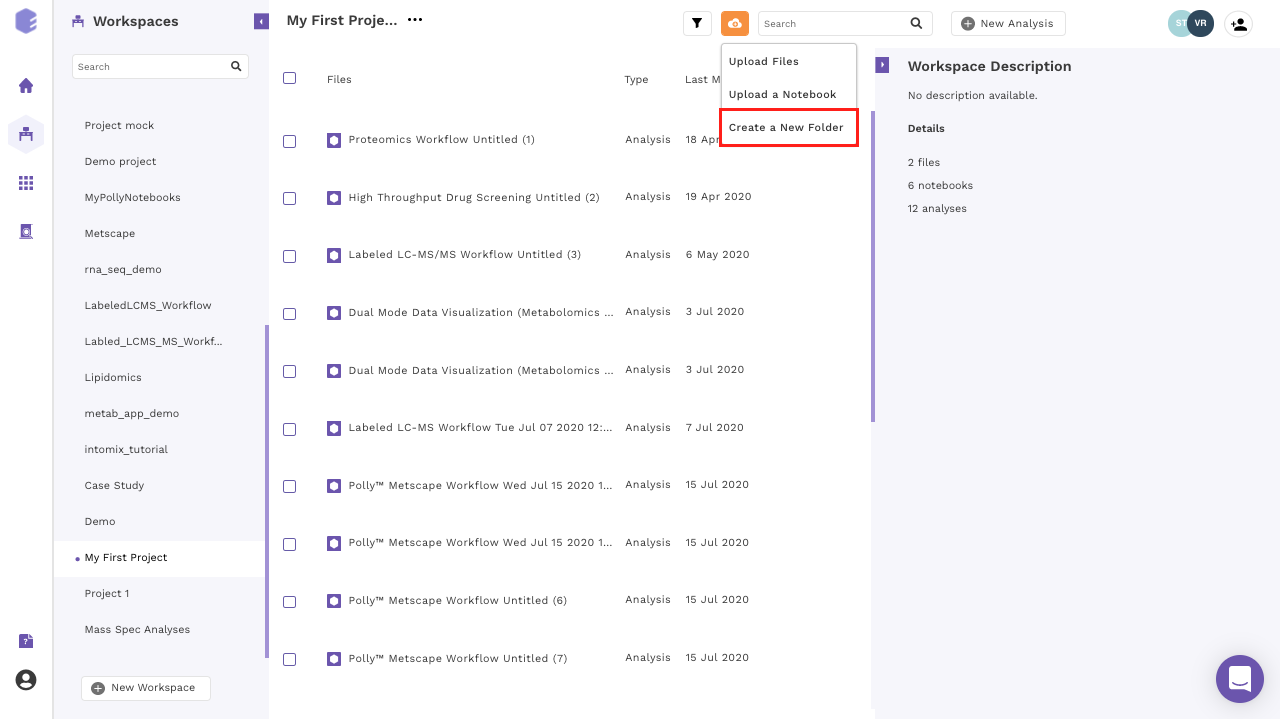 Workspaces
Search
Project mock
Demo project
MyPollyNotebooks
Metscape
rna_seq_demo
LabeledLCMS_Workflow
Labled_LCMS_MS_Workf...
Lipidomics
metab_app_demo
intomix_tutorial
Case Study
Demo
My First Project
Project 1
Mass Spec Analyses
New Workspace
My First Proje... •••
Search
New Analysis
ST VR
Upload Files
Upload a Notebook
Create a New Folder
Files Type Last M
Proteomics Workflow Untitled (1) Analysis 18 Apr
High Throughput Drug Screening Untitled (2) Analysis 19 Apr 2020
Labeled LC-MS/MS Workflow Untitled (3) Analysis 6 May 2020
Dual Mode Data Visualization (Metabolomics ... Analysis 3 Jul 2020
Dual Mode Data Visualization (Metabolomics ... Analysis 3 Jul 2020
Labeled LC-MS Workflow Tue Jul 07 2020 12:... Analysis 7 Jul 2020
Polly™ Metscape Workflow Wed Jul 15 2020 1... Analysis 15 Jul 2020
Polly™ Metscape Workflow Wed Jul 15 2020 1... Analysis 15 Jul 2020
Polly™ Metscape Workflow Untitled (6) Analysis 15 Jul 2020
Polly™ Metscape Workflow Untitled (7) Analysis 15 Jul 2020
Workspace Description
No description available.
Details
2 files
6 notebooks
12 analyses